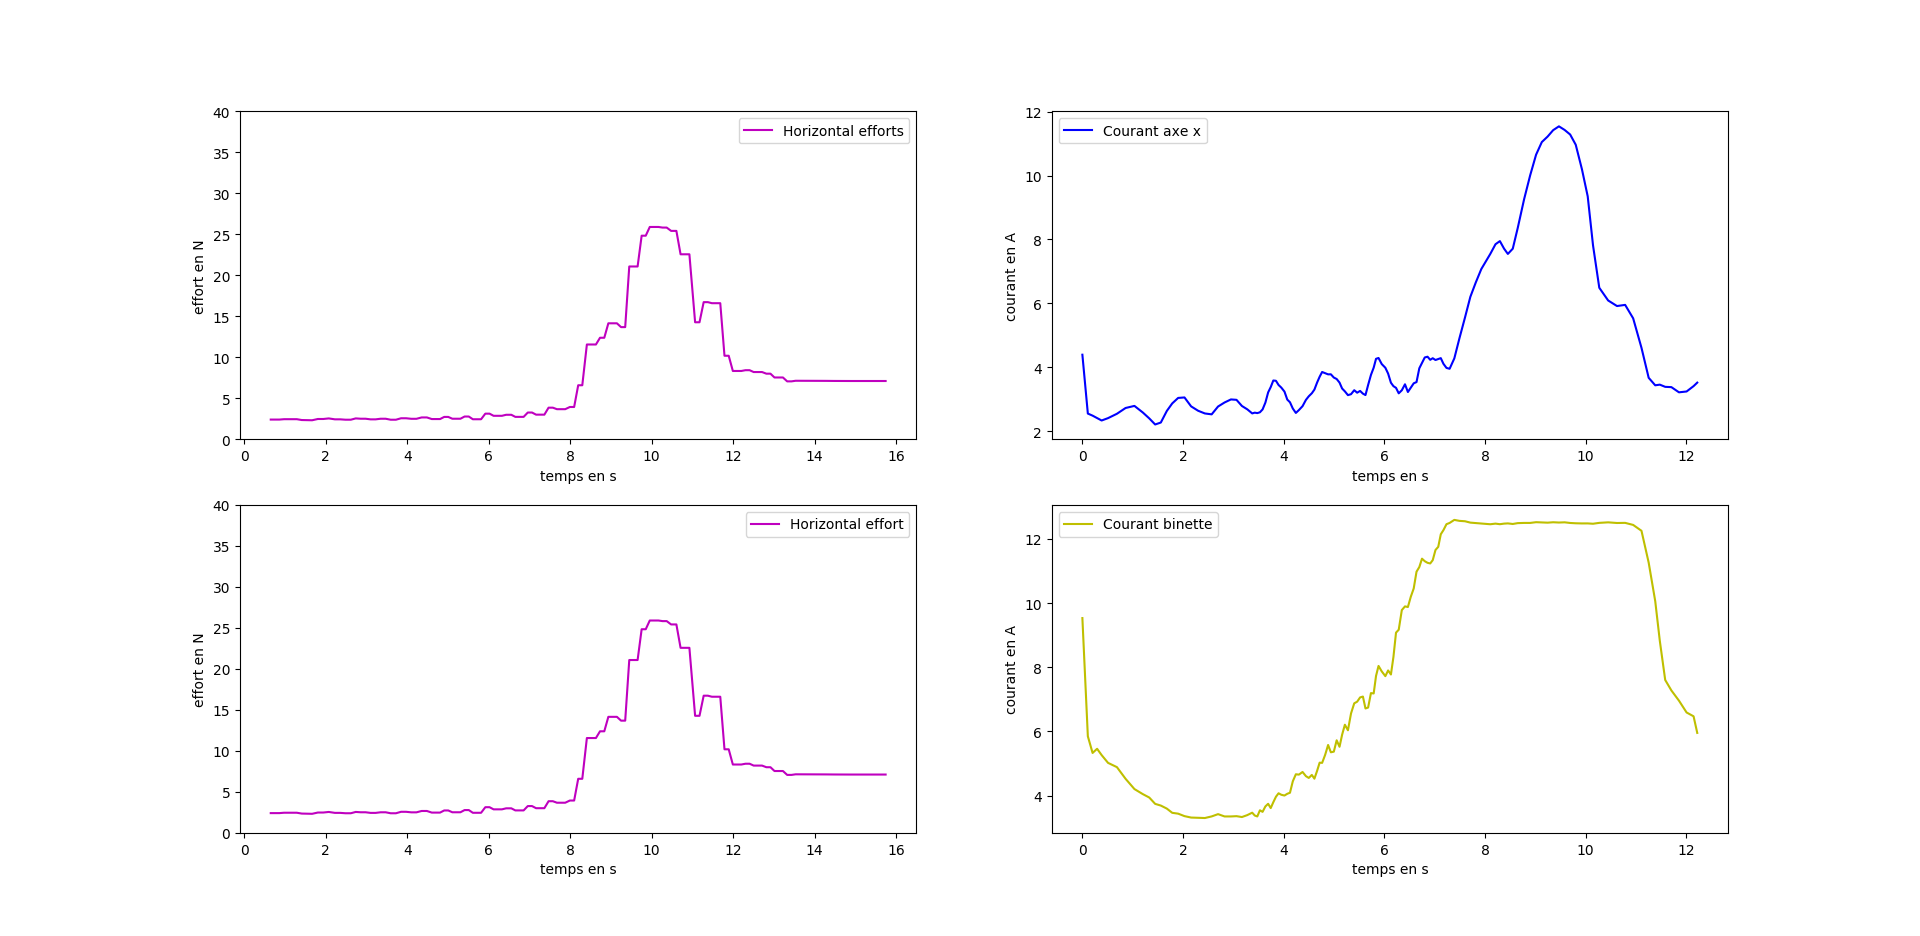 40
35
30
25
20
15
10
5
0
effort en N
Horizontal efforts
0 2 4 6 8 10 12 14 16
temps en s
12
10
8
6
4
2
courant en A
Courant axe x
0 2 4 6 8 10 12
temps en s
40
35
30
25
20
15
10
5
0
effort en N
Horizontal effort
0 2 4 6 8 10 12 14 16
temps en s
12
10
8
6
4
courant en A
Courant binette
0 2 4 6 8 10 12
temps en s